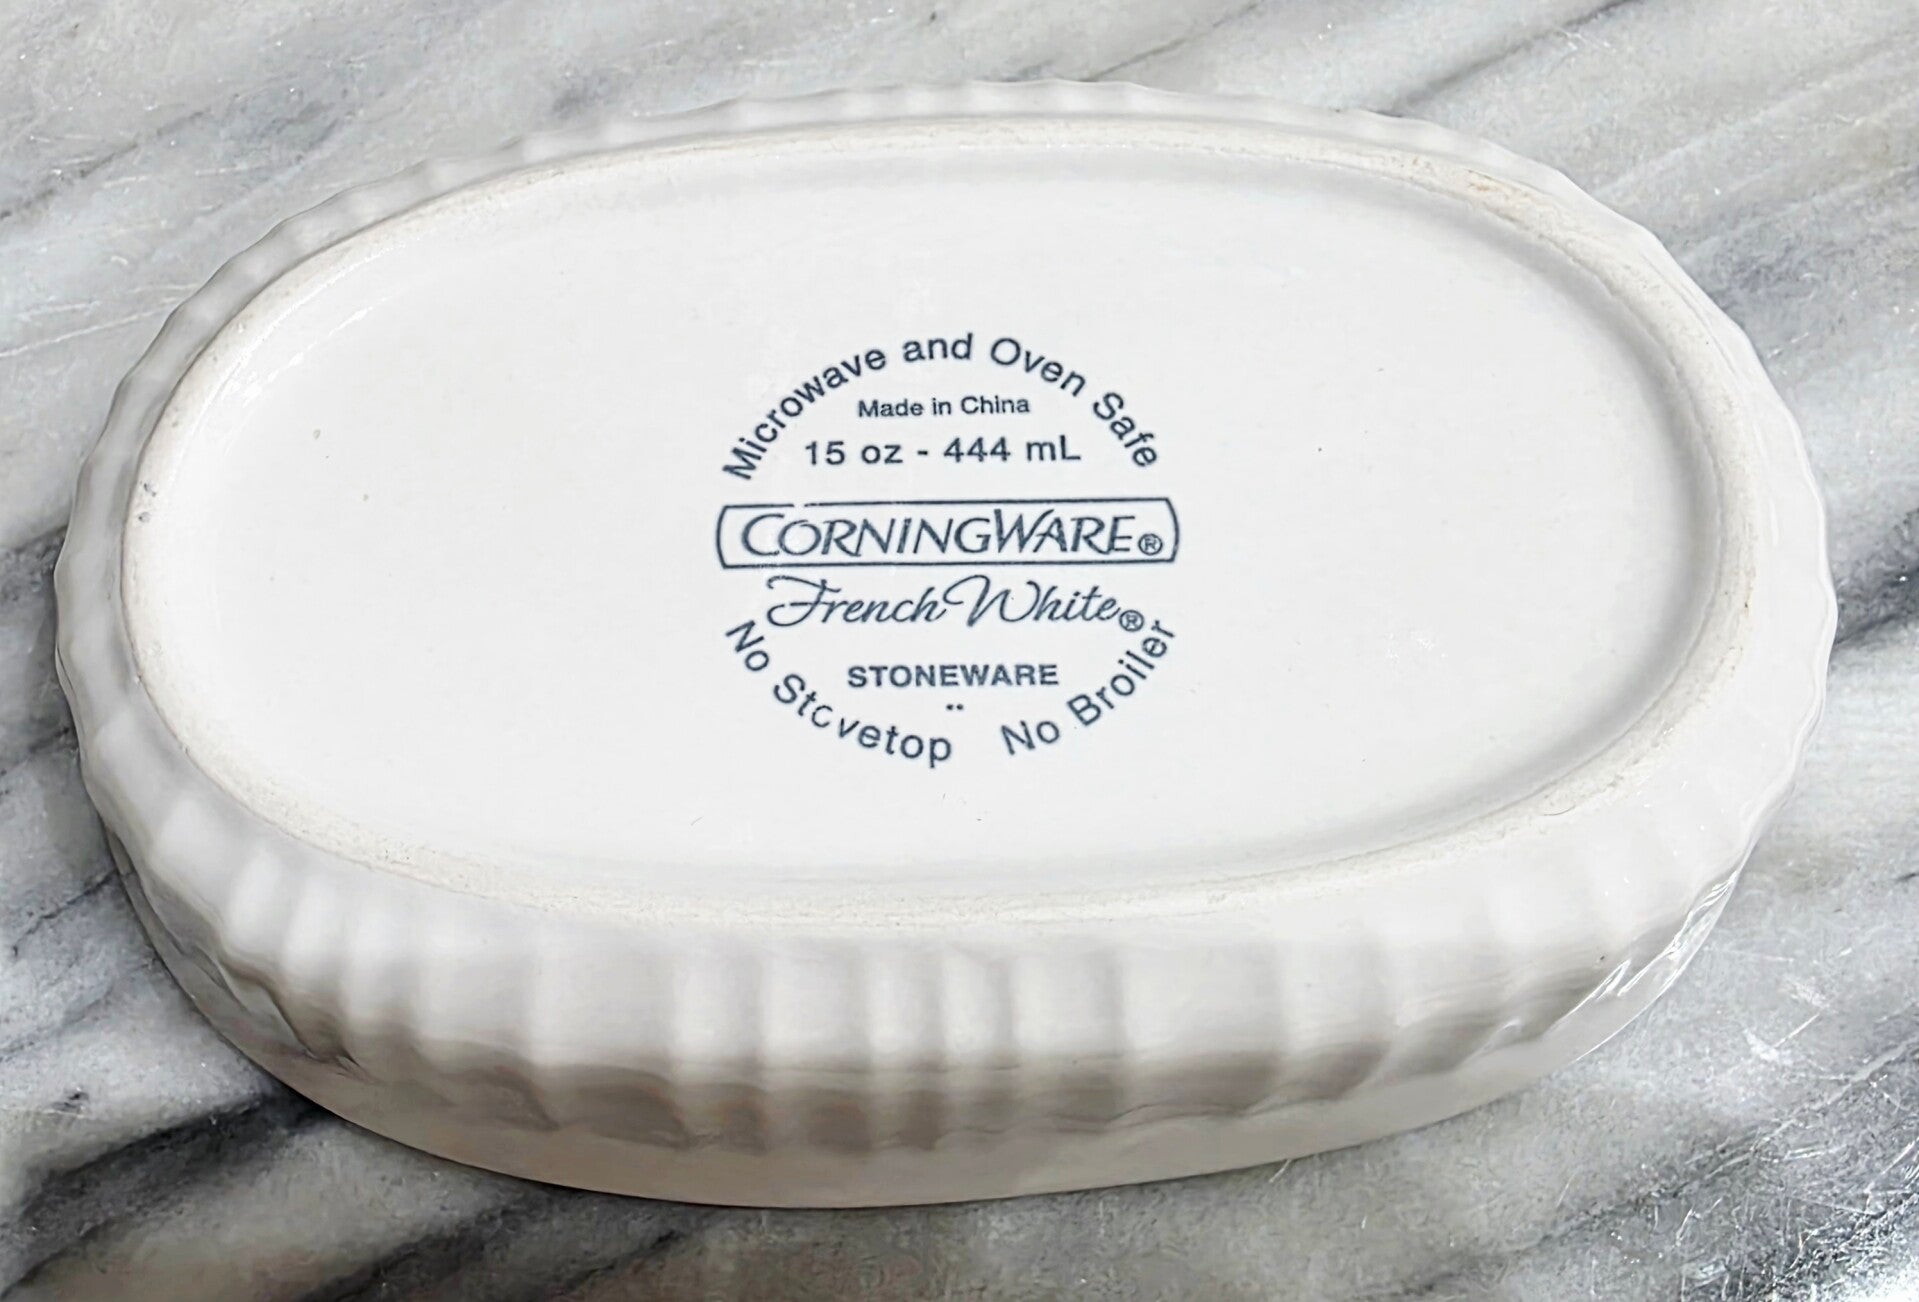 Microwave and Oven Safe
Made in China
15 oz - 444 mL
CORNINGWARE®
French White®
STONEWARE
No Stovetop No Broiler